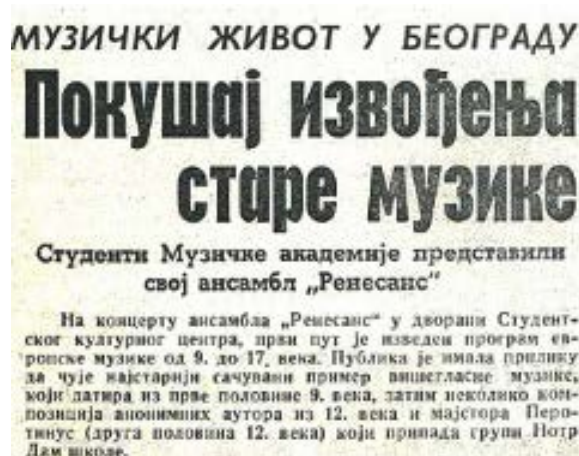 МУЗИЧКИ ЖИВОТ У БЕОГРАДУ
Покушај извођења
старе музике
Студенти Музичке академије представили
свој ансамбл „Ренесанс“
На концерту ансамбла „Ренесанс“ у дворани Студент-
ског културног центра, први пут је изведен програм ев-
ропске музике од 9. до 17. века. Публика је имала прилику
да чује најстарији сачувани пример вишегласне музике,
који датира из прве половине 9. века, затим неколико ком-
позиција анонимних аутора из 12. века и мајстора Перо-
тинус (друга половина 12. века) који припада групи Нотр
Дам школе.